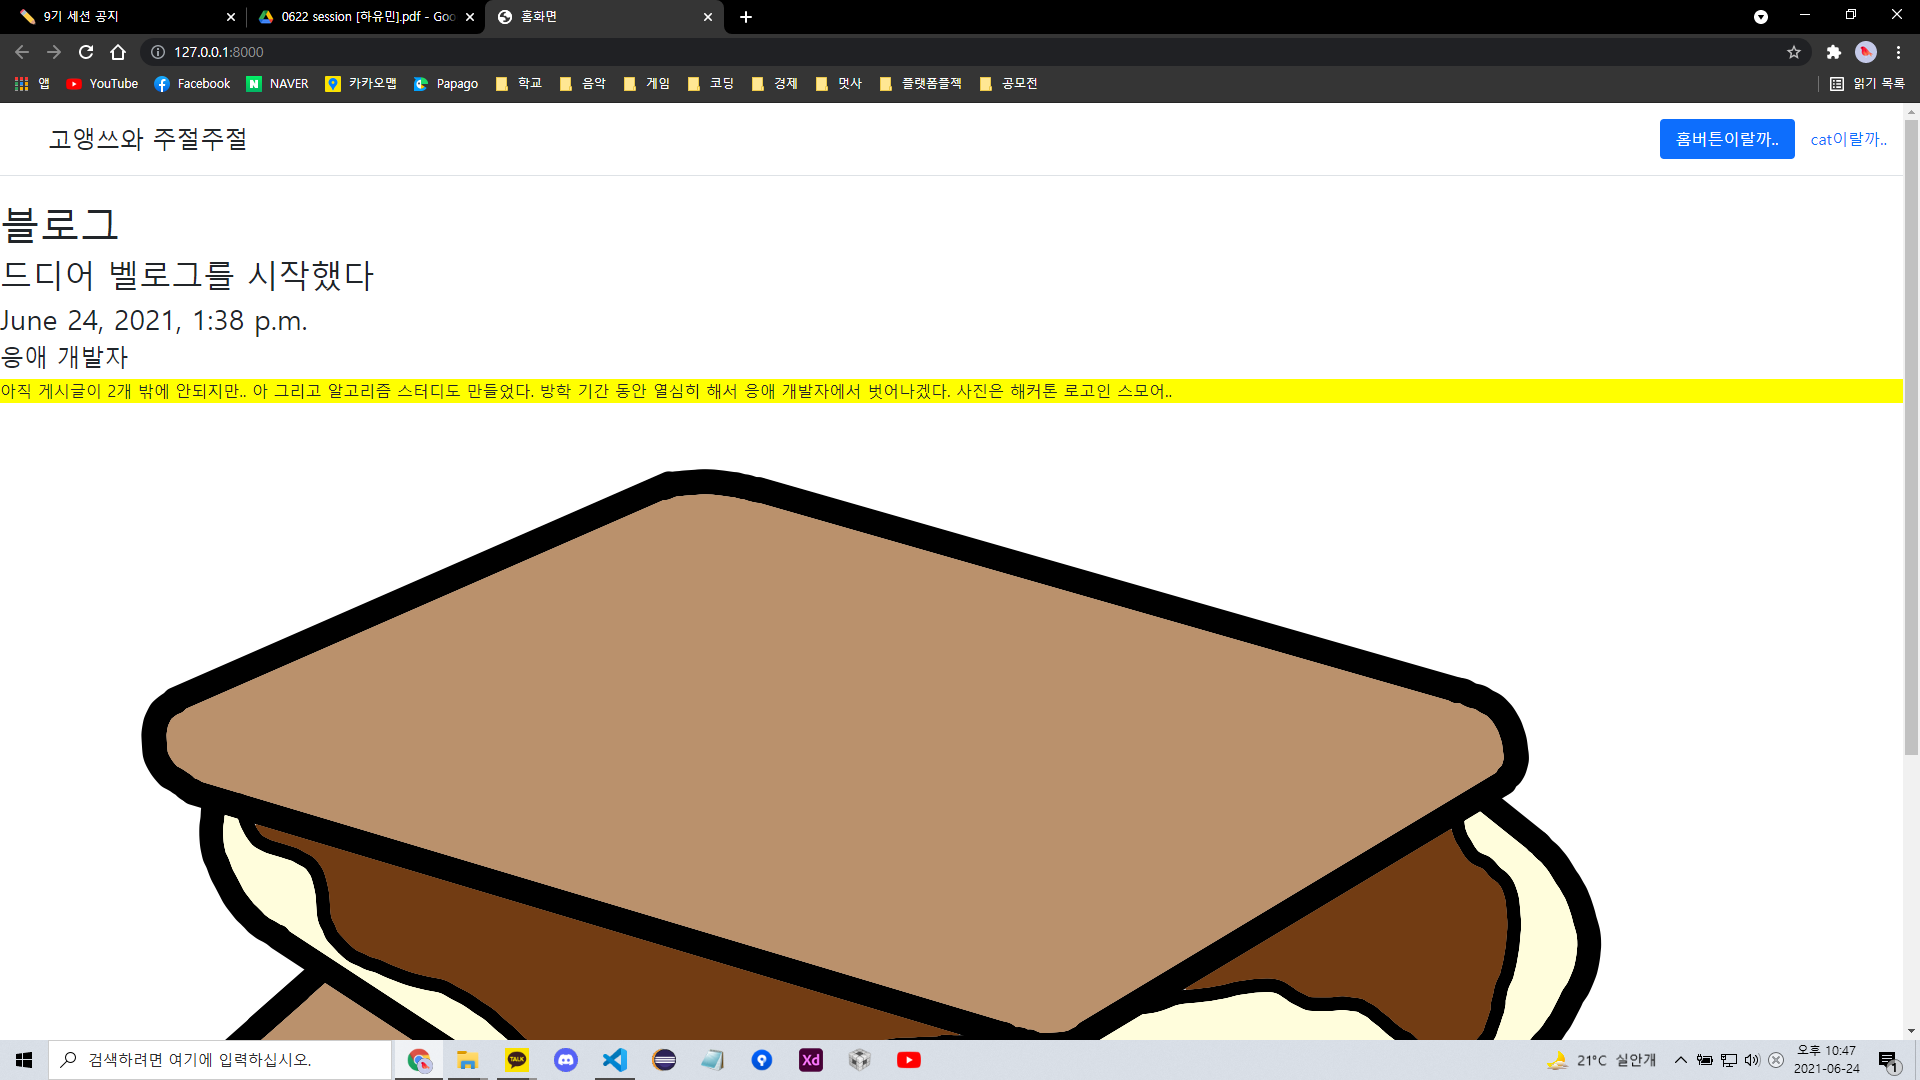 9기 세션 공지
0622 session [하유민].pdf - Goo
홈화면
127.0.0.1:8000
앱 YouTube Facebook NAVER 카카오맵 Papago 학교 음악 게임 코딩 경제 멋사 플랫폼플젝 공모전 읽기 목록
고앵쓰와 주절주절
홈버튼이랄까.. cat이랄까..
블로그
드디어 벨로그를 시작했다
June 24, 2021, 1:38 p.m.
응애 개발자
아직 게시글이 2개 밖에 안되지만.. 아 그리고 알고리즘 스터디도 만들었다. 방학 기간 동안 열심히 해서 응애 개발자에서 벗어나겠다. 사진은 해커톤 로고인 스모어..
검색하려면 여기에 입력하십시오.
TALK
Xd
21°C 실안개
오후 10:47
2021-06-24
1